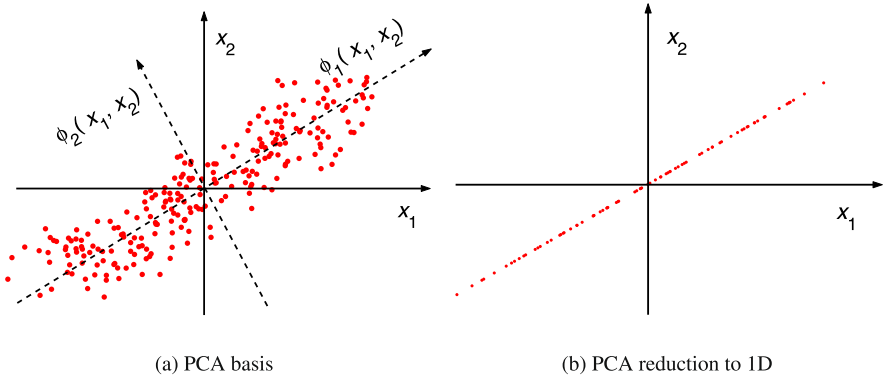 x₂
ϕ₁(x₁, x₂)
ϕ₂(x₁, x₂)
x₁
(a) PCA basis
x₂
x₁
(b) PCA reduction to 1D